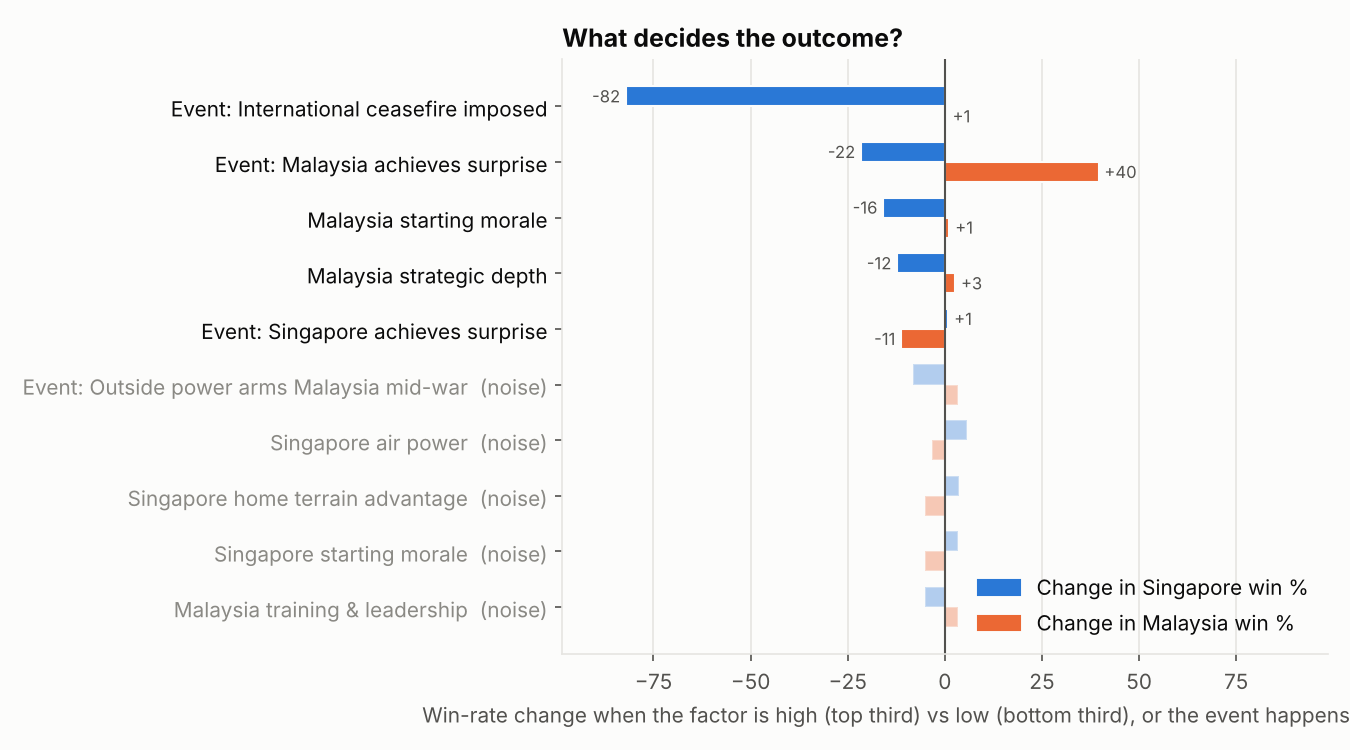 What decides the outcome?
Event: International ceasefire imposed
-82
+1
Event: Malaysia achieves surprise
-22
+40
Malaysia starting morale
-16
+1
Malaysia strategic depth
-12
+3
Event: Singapore achieves surprise
+1
-11
Event: Outside power arms Malaysia mid-war (noise)
Singapore air power (noise)
Singapore home terrain advantage (noise)
Singapore starting morale (noise)
Malaysia training & leadership (noise)
Change in Singapore win %
Change in Malaysia win %
−75 −50 −25 0 25 50 75
Win-rate change when the factor is high (top third) vs low (bottom third), or the event happens